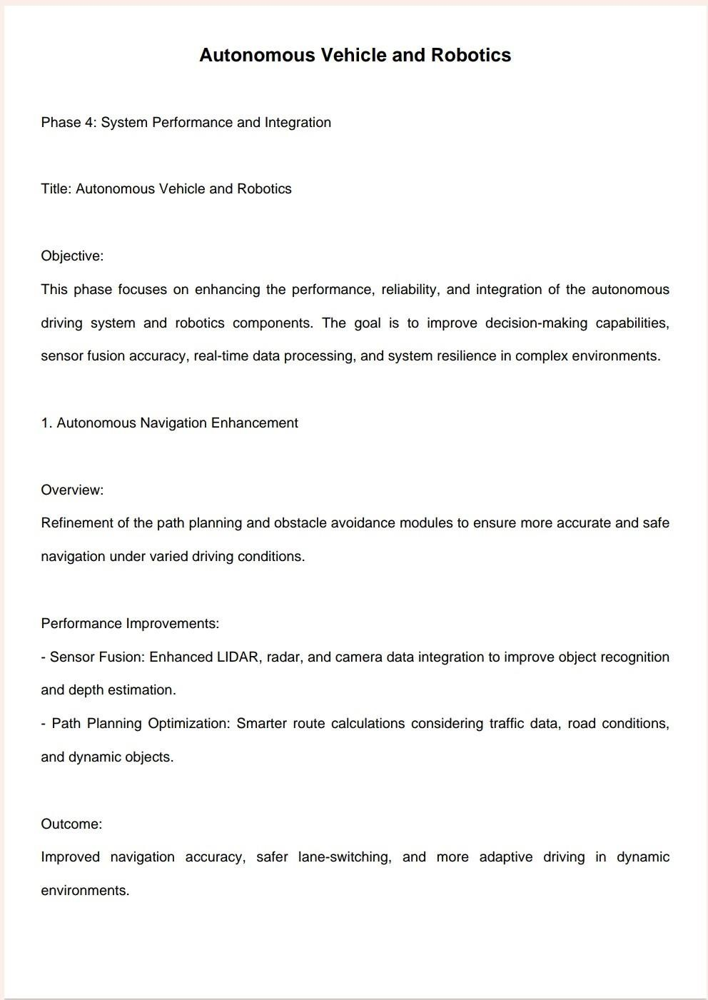 Autonomous Vehicle and Robotics
Phase 4: System Performance and Integration
Title: Autonomous Vehicle and Robotics
Objective:
This phase focuses on enhancing the performance, reliability, and integration of the autonomous
driving system and robotics components. The goal is to improve decision-making capabilities,
sensor fusion accuracy, real-time data processing, and system resilience in complex environments.
1. Autonomous Navigation Enhancement
Overview:
Refinement of the path planning and obstacle avoidance modules to ensure more accurate and safe
navigation under varied driving conditions.
Performance Improvements:
- Sensor Fusion: Enhanced LIDAR, radar, and camera data integration to improve object recognition
and depth estimation.
- Path Planning Optimization: Smarter route calculations considering traffic data, road conditions,
and dynamic objects.
Outcome:
Improved navigation accuracy, safer lane-switching, and more adaptive driving in dynamic
environments.